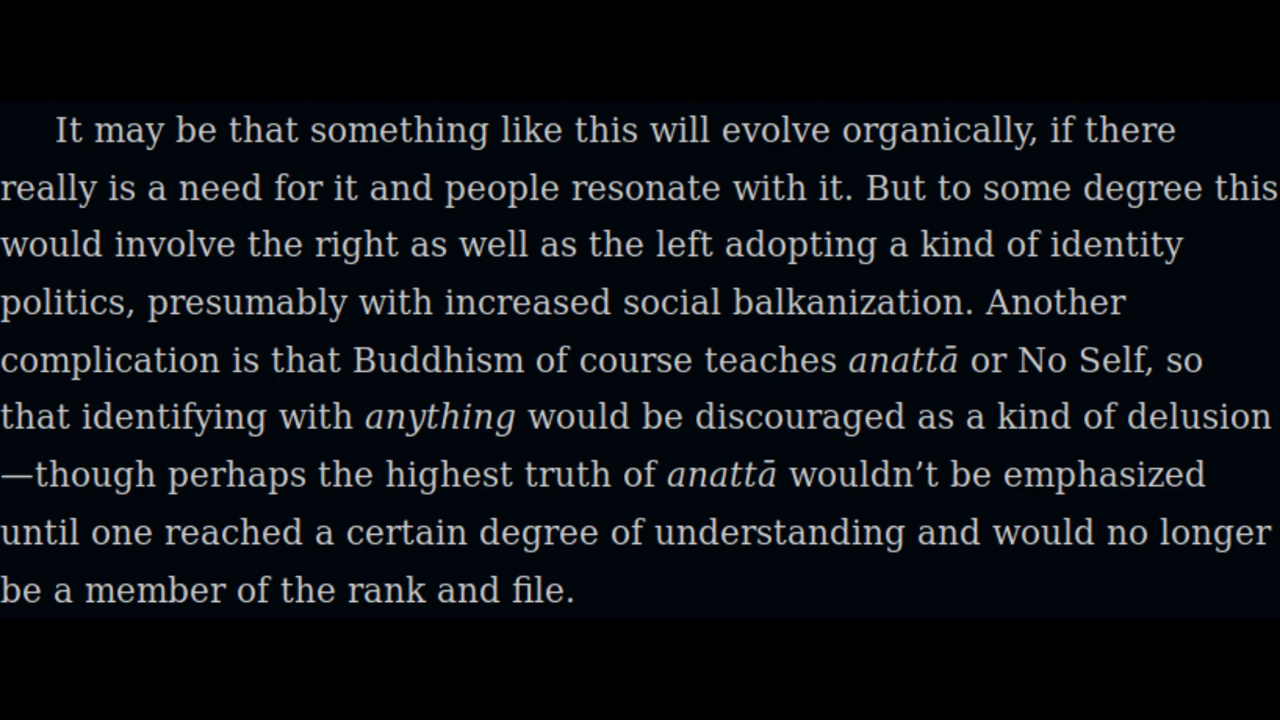 It may be that something like this will evolve organically, if there
really is a need for it and people resonate with it. But to some degree this
would involve the right as well as the left adopting a kind of identity
politics, presumably with increased social balkanization. Another
complication is that Buddhism of course teaches anattā or No Self, so
that identifying with anything would be discouraged as a kind of delusion
—though perhaps the highest truth of anattā wouldn’t be emphasized
until one reached a certain degree of understanding and would no longer
be a member of the rank and file.